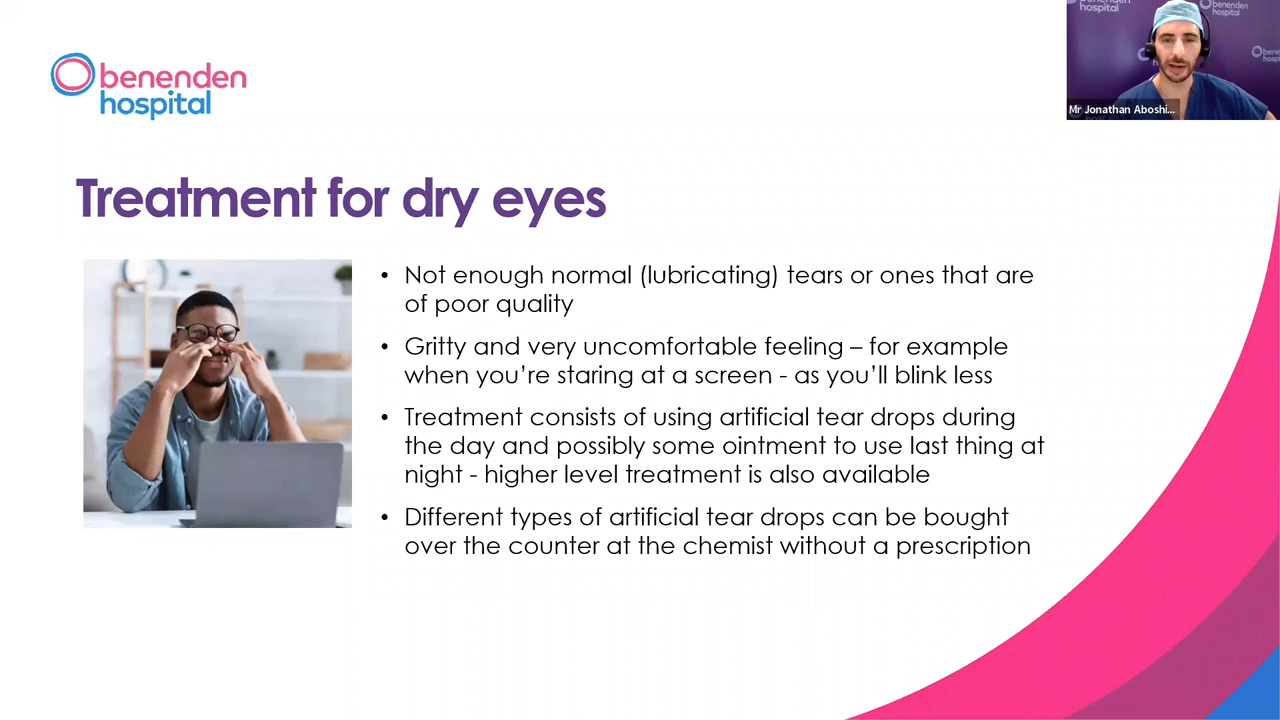 benenden
hospital
benenden
hospital
Mr Jonathan Aboshi...
Treatment for dry eyes
• Not enough normal (lubricating) tears or ones that are
of poor quality
• Gritty and very uncomfortable feeling – for example
when you're staring at a screen - as you'll blink less
• Treatment consists of using artificial tear drops during
the day and possibly some ointment to use last thing at
night - higher level treatment is also available
• Different types of artificial tear drops can be bought
over the counter at the chemist without a prescription